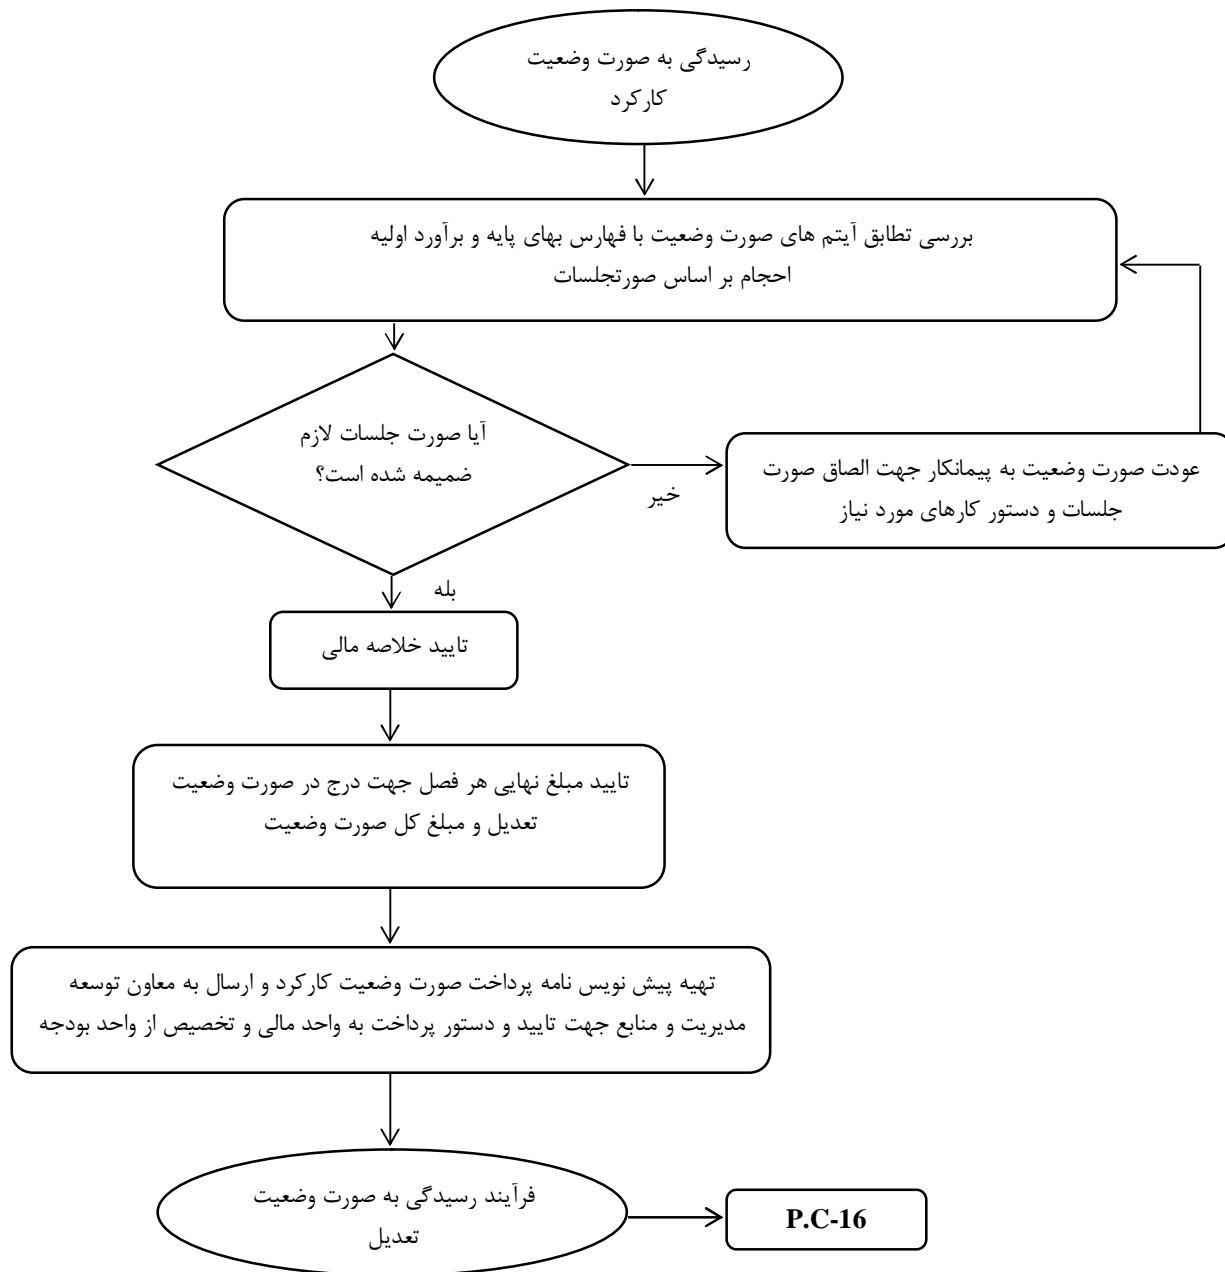 رسیدگی به صورت وضعیت
کارکرد
بررسی تطابق آیتم های صورت وضعیت با فهارس بهای پایه و برآورد اولیه
احجام بر اساس صورتجلسات
آیا صورت جلسات لازم
ضمیمه شده است؟
خیر
عودت صورت وضعیت به پیمانکار جهت الصاق صورت
جلسات و دستور کارهای مورد نیاز
بله
تایید خلاصه مالی
تایید مبلغ نهایی هر فصل جهت درج در صورت وضعیت
تعدیل و مبلغ کل صورت وضعیت
تهیه پیش نویس نامه پرداخت صورت وضعیت کارکرد و ارسال به معاون توسعه
مدیریت و منابع جهت تایید و دستور پرداخت به واحد مالی و تخصیص از واحد بودجه
فرآیند رسیدگی به صورت وضعیت
تعدیل
P.C-16